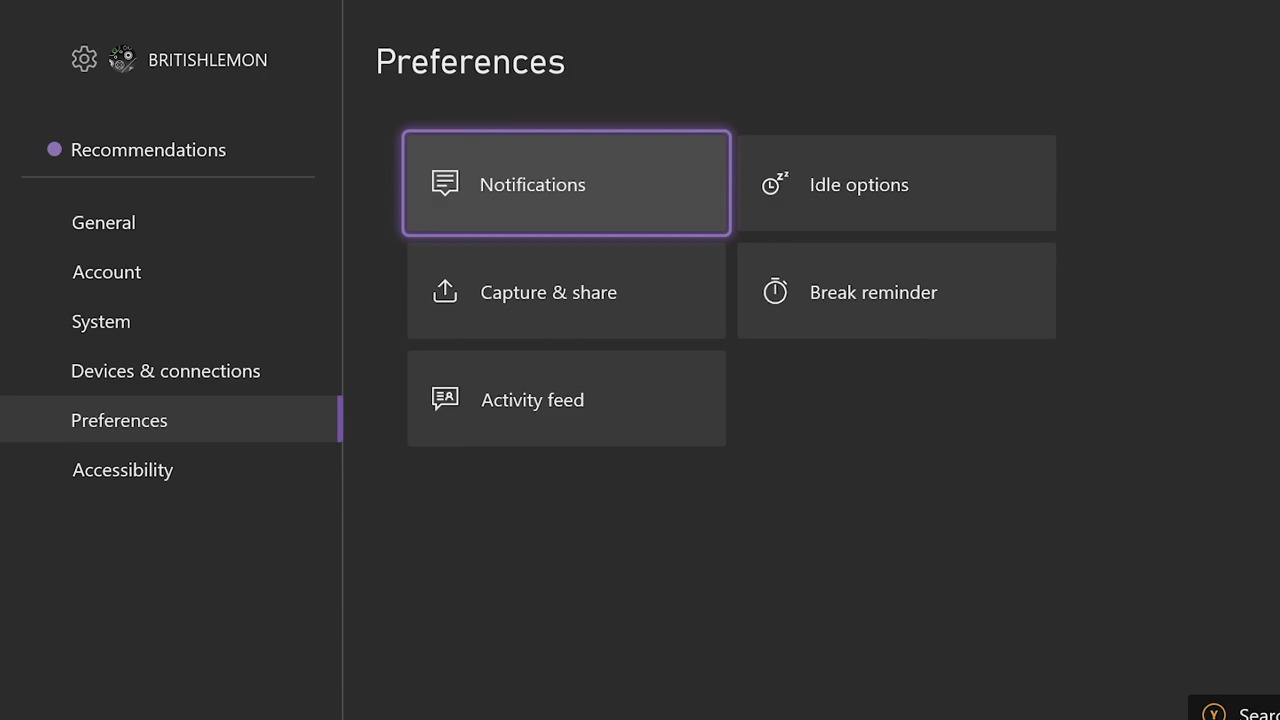 BRITISHLEMON
Recommendations
General
Account
System
Devices & connections
Preferences
Accessibility
Preferences
Notifications
Idle options
Capture & share
Break reminder
Activity feed
Y